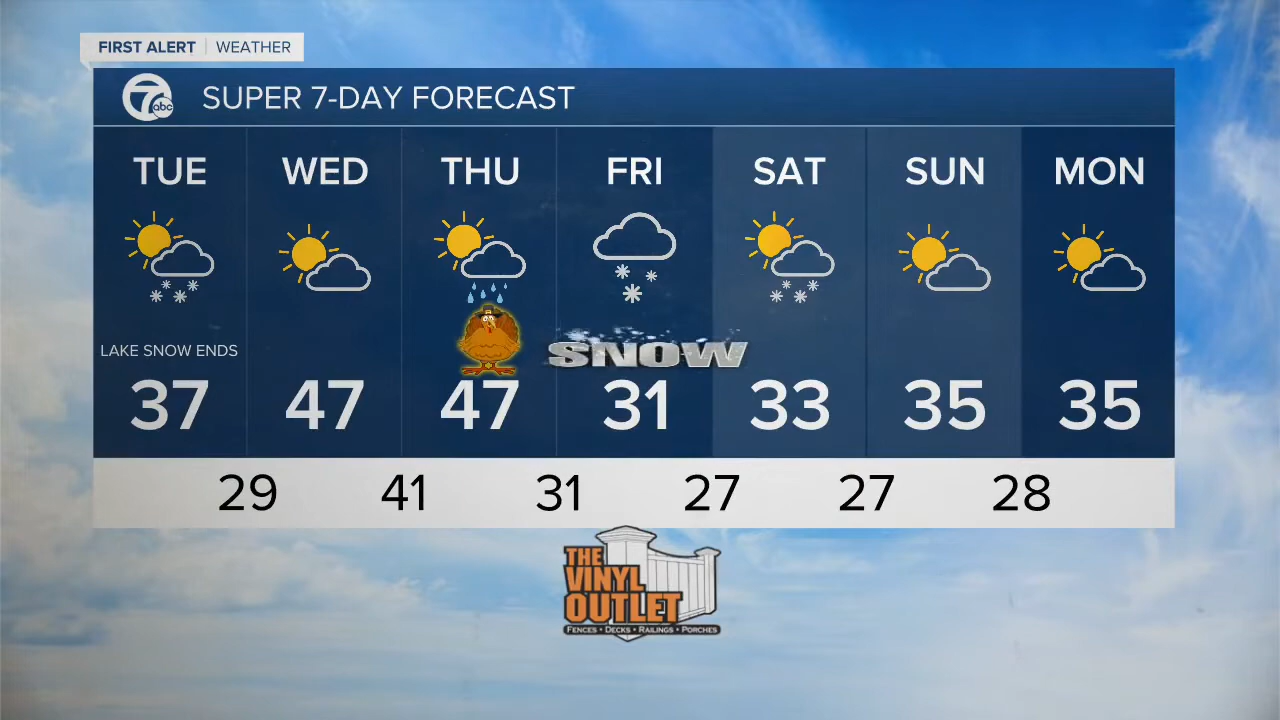 FIRST ALERT | WEATHER
7 abc SUPER 7-DAY FORECAST
TUE WED THU FRI SAT SUN MON
LAKE SNOW ENDS SNOW
37 47 47 31 33 35 35
29 41 31 27 27 28
THE
VINYL
OUTLET
FENCES • DECKS • RAILINGS • PORCHES